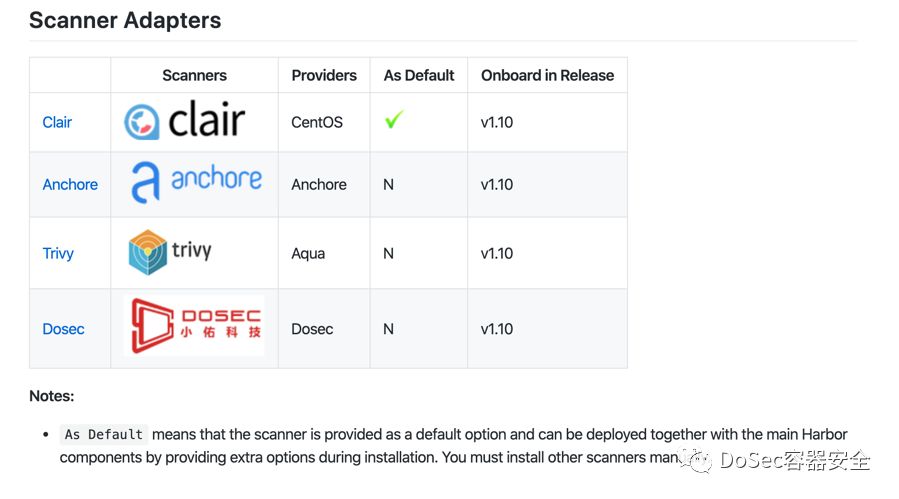 Scanner Adapters
Scanners Providers As Default Onboard in Release
Clair clair CentOS v1.10
Anchore anchore Anchore N v1.10
Trivy trivy Aqua N v1.10
Dosec DOSEC 小佑科技 Dosec N v1.10
Notes:
As Default means that the scanner is provided as a default option and can be deployed together with the main Harbor
components by providing extra options during installation. You must install other scanners
DoSec容器安全